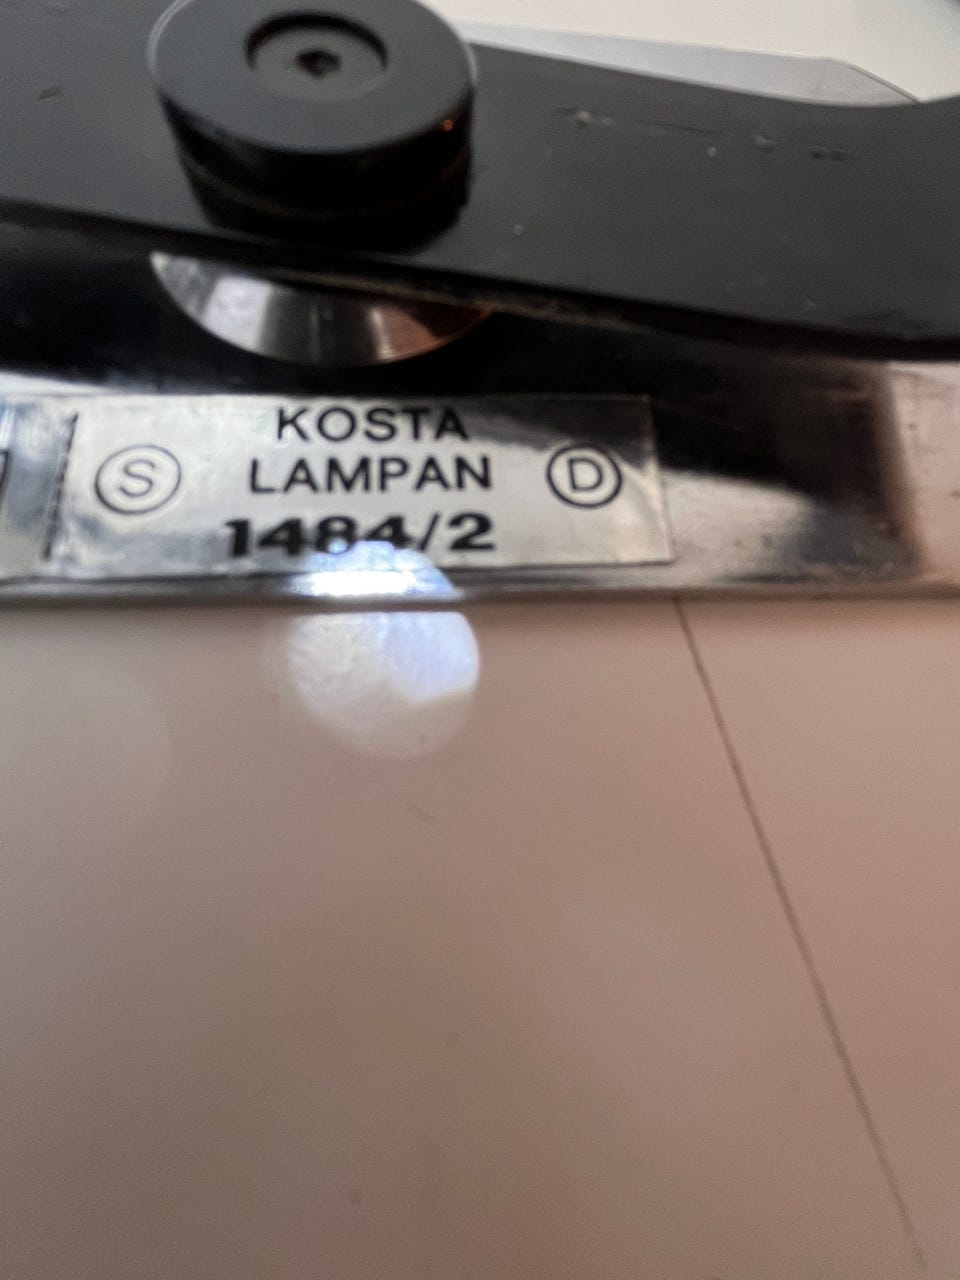 KOSTA
LAMPAN
S D
1484/2